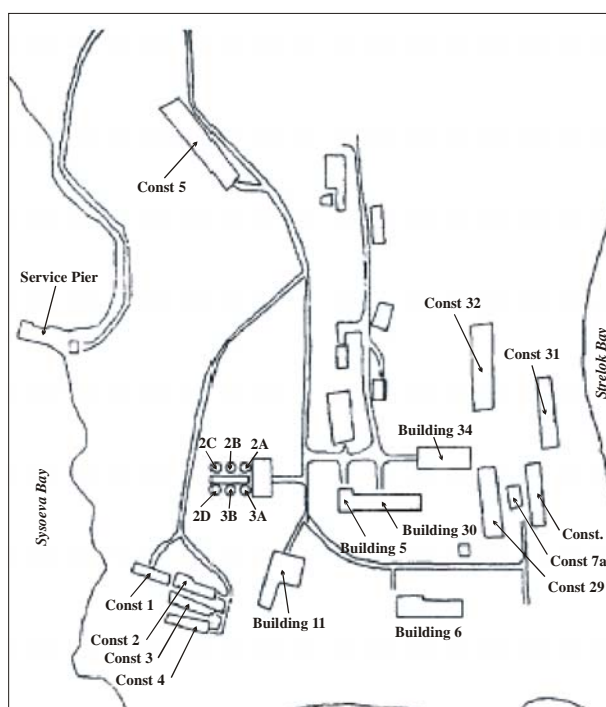 Const 5
Service Pier
Const 32
Const 31
Strelok Bay
2C 2B 2A
Building 34
Sysoeva Bay
2D 3B 3A
Const.
Building 30
Building 5
Const 7a
Const 29
Const 1
Const 2
Building 11
Building 6
Const 3
Const 4